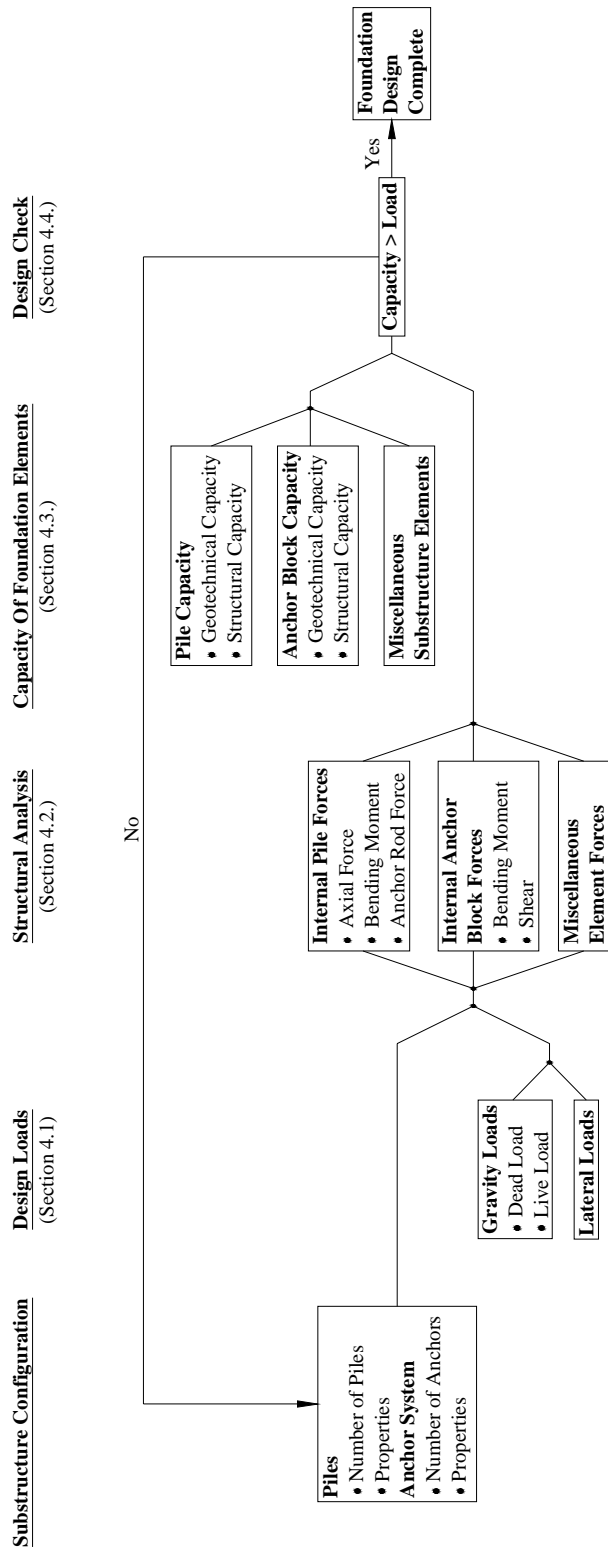 Substructure Configuration
Design Loads
(Section 4.1)
Structural Analysis
(Section 4.2.)
Capacity Of Foundation Elements
(Section 4.3.)
Design Check
(Section 4.4.)
No
Piles
• Number of Piles
• Properties
Anchor System
• Number of Anchors
• Properties
Gravity Loads
• Dead Load
• Live Load
Lateral Loads
Internal Pile Forces
• Axial Force
• Bending Moment
• Anchor Rod Force
Internal Anchor
Block Forces
• Bending Moment
• Shear
Miscellaneous
Element Forces
Pile Capacity
• Geotechnical Capacity
• Structural Capacity
Anchor Block Capacity
• Geotechnical Capacity
• Structural Capacity
Miscellaneous
Substructure Elements
Capacity > Load
Yes
Foundation
Design
Complete